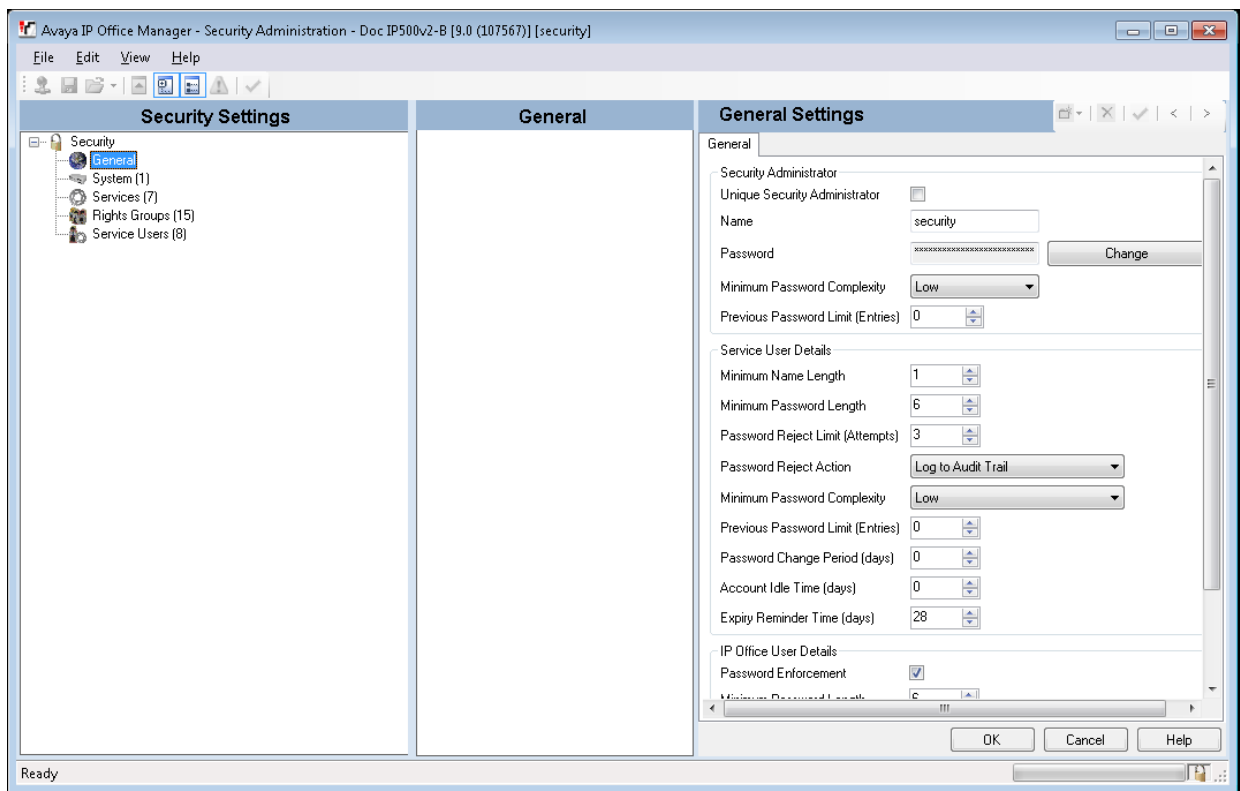 Avaya IP Office Manager - Security Administration - Doc IP500v2-B [9.0 (107567)] [security]
File Edit View Help
Security Settings
Security
General
System (1)
Services (7)
Rights Groups (15)
Service Users (8)
General
General Settings
General
Security Administrator
Unique Security Administrator
Name security
Password xxxxxxxxxxxxxxxxxxxxxxxxxx Change
Minimum Password Complexity Low
Previous Password Limit (Entries) 0
Service User Details
Minimum Name Length 1
Minimum Password Length 6
Password Reject Limit (Attempts) 3
Password Reject Action Log to Audit Trail
Minimum Password Complexity Low
Previous Password Limit (Entries) 0
Password Change Period (days) 0
Account Idle Time (days) 0
Expiry Reminder Time (days) 28
IP Office User Details
Password Enforcement
Minimum Password Length 6
OK Cancel Help
Ready